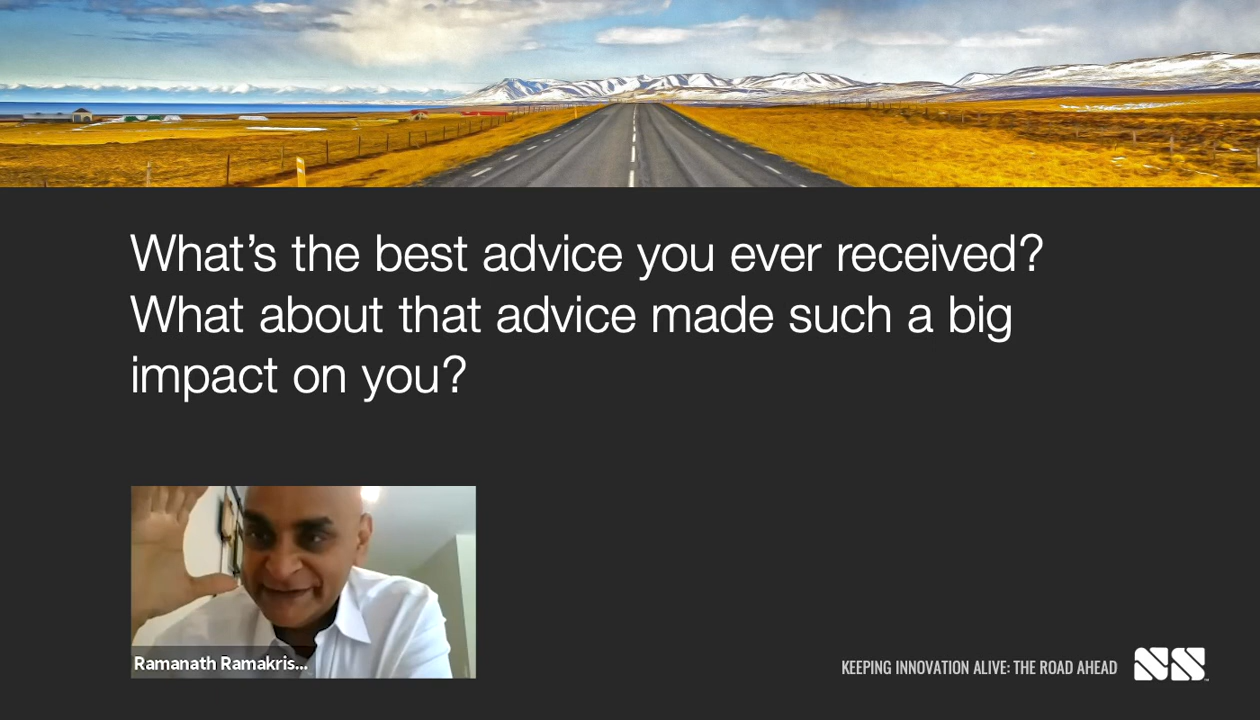 What’s the best advice you ever received?
What about that advice made such a big
impact on you?
Ramanath Ramakris...
KEEPING INNOVATION ALIVE: THE ROAD AHEAD